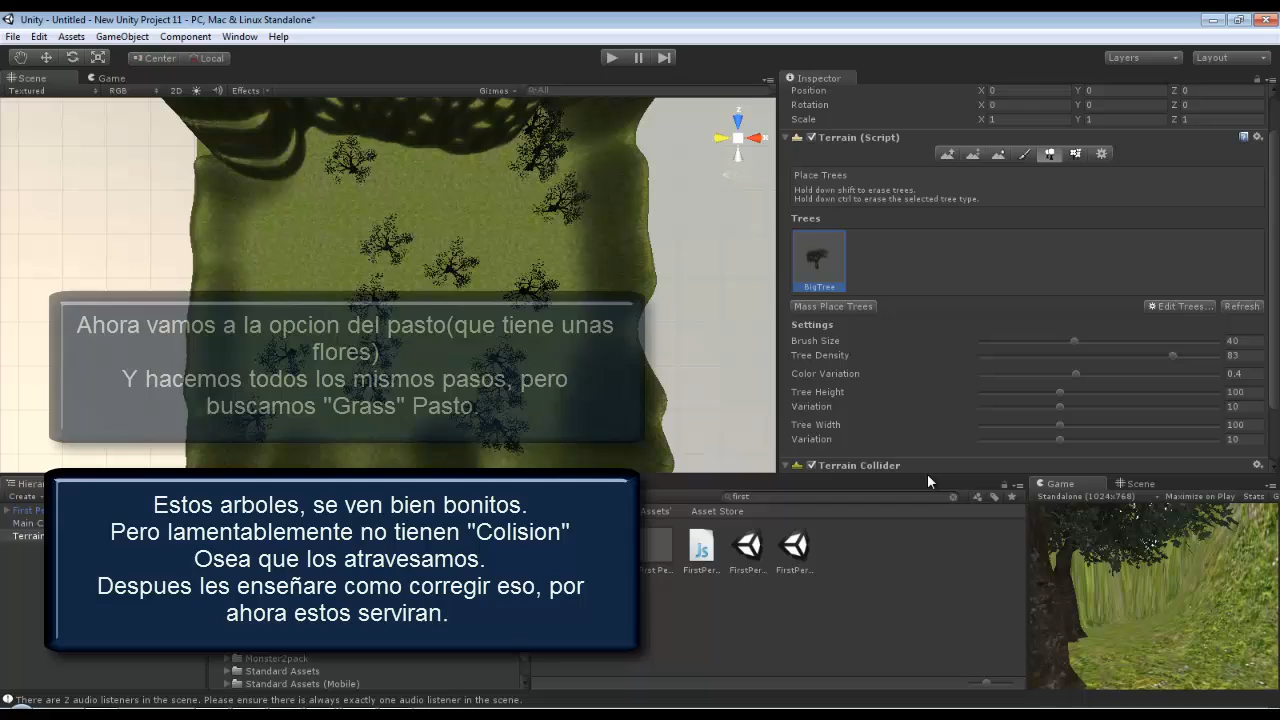 Unity - Untitled - New Unity Project 11 - PC, Mac & Linux Standalone*
File Edit Assets GameObject Component Window Help
Center Local Layers Layout
Scene Game
Textured RGB 2D Effects Gizmos All
Inspector
Position X 0 Y 0 Z 0
Rotation X 0 Y 0 Z 0
Scale X 1 Y 1 Z 1
Terrain (Script)
Place Trees
Hold down shift to erase trees.
Hold down ctrl to erase the selected tree type.
Trees
BigTree
Mass Place Trees Edit Trees... Refresh
Settings
Brush Size 40
Tree Density 83
Color Variation 0.4
Tree Height 100
Variation 10
Tree Width 100
Variation 10
Terrain Collider
Ahora vamos a la opcion del pasto(que tiene unas
flores)
Y hacemos todos los mismos pasos, pero
buscamos "Grass" Pasto.
Estos arboles, se ven bien bonitos.
Pero lamentablemente no tienen "Colision"
Osea que los atravesamos.
Despues les enseñare como corregir eso, por
ahora estos serviran.
Hierar
Create
First Pe
Main C
Terrain
first
Assets' Asset Store
First Pe.. FirstPer.. FirstPer.. FirstPer..
Monster2pack
Standard Assets
Standard Assets (Mobile)
Game Scene
Standalone (1024x768) Maximize on Play Stats
There are 2 audio listeners in the scene. Please ensure there is always exactly one audio listener in the scene.